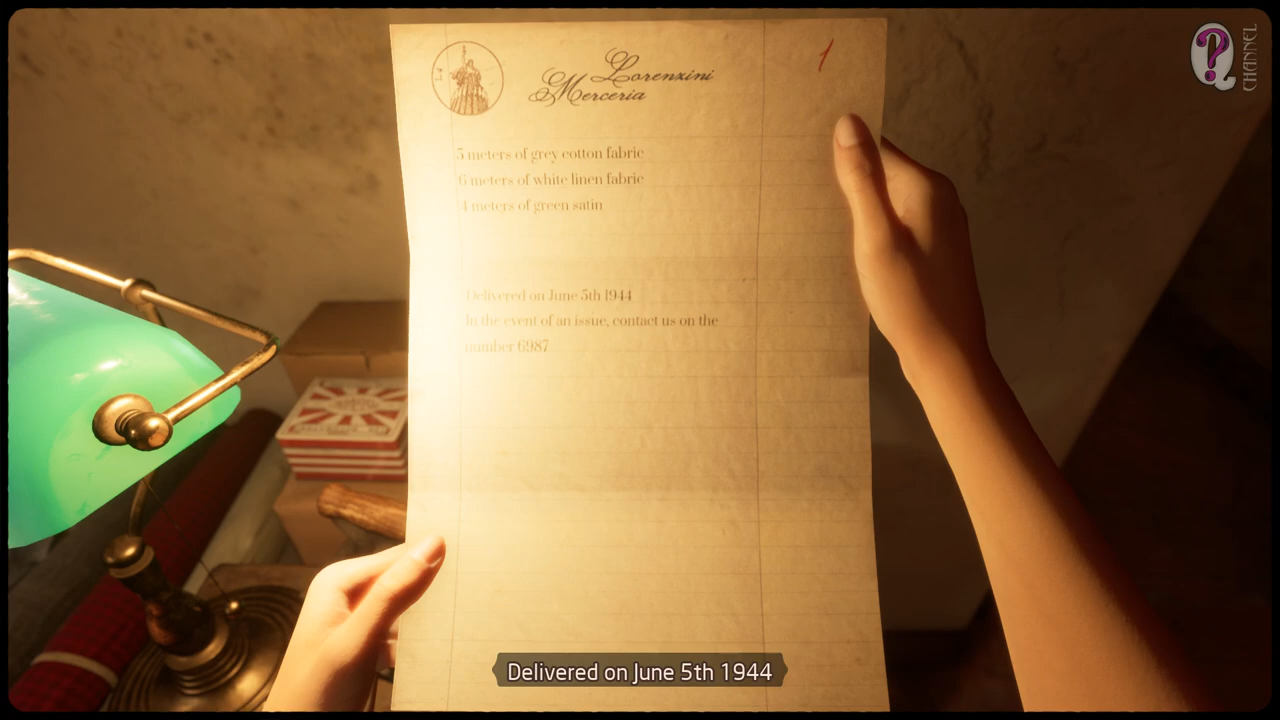 Lorenzini
Merceria
1
5 meters of grey cotton fabric
6 meters of white linen fabric
4 meters of green satin
Delivered on June 5th 1944
In the event of an issue, contact us on the
number 6987
Delivered on June 5th 1944
? CHANNEL